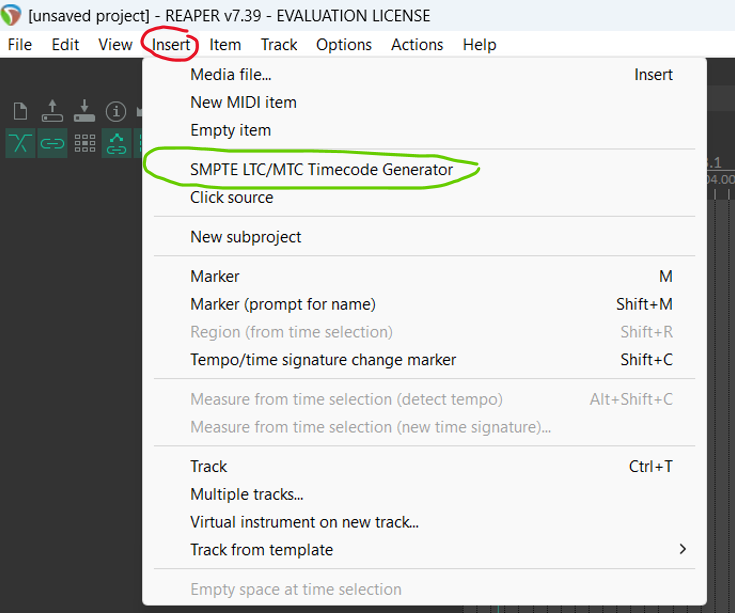 [unsaved project] - REAPER v7.39 - EVALUATION LICENSE
File Edit View Insert Item Track Options Actions Help
Media file... Insert
New MIDI item
Empty item
SMPTE LTC/MTC Timecode Generator
Click source
New subproject
Marker M
Marker (prompt for name) Shift+M
Region (from time selection) Shift+R
Tempo/time signature change marker Shift+C
Measure from time selection (detect tempo) Alt+Shift+C
Measure from time selection (new time signature)...
Track Ctrl+T
Multiple tracks...
Virtual instrument on new track...
Track from template
Empty space at time selection